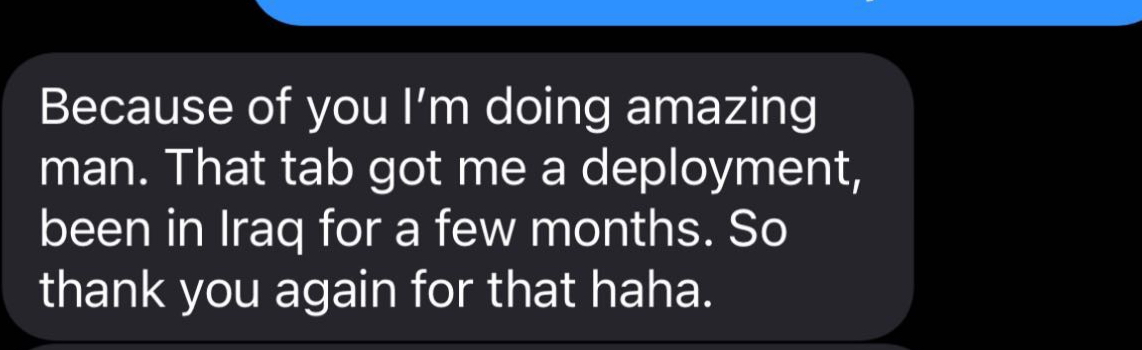 Because of you I’m doing amazing
man. That tab got me a deployment,
been in Iraq for a few months. So
thank you again for that haha.